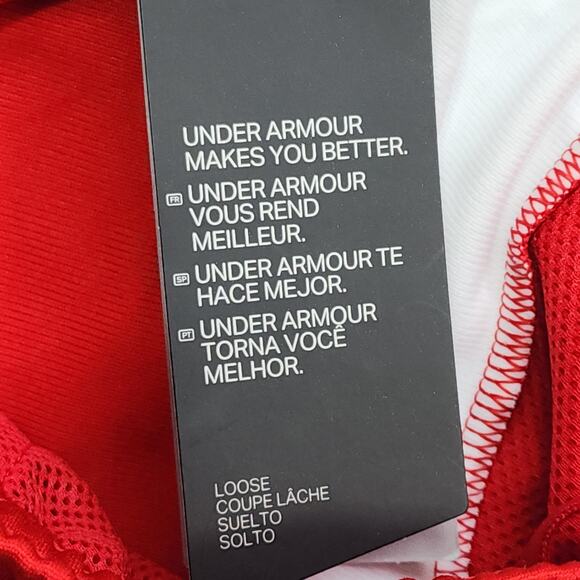 UNDER ARMOUR
MAKES YOU BETTER.
FR UNDER ARMOUR
VOUS REND
MEILLEUR.
SP UNDER ARMOUR TE
HACE MEJOR.
PT UNDER ARMOUR
TORNA VOCÊ
MELHOR.
LOOSE
COUPE LÂCHE
SUELTO
SOLTO